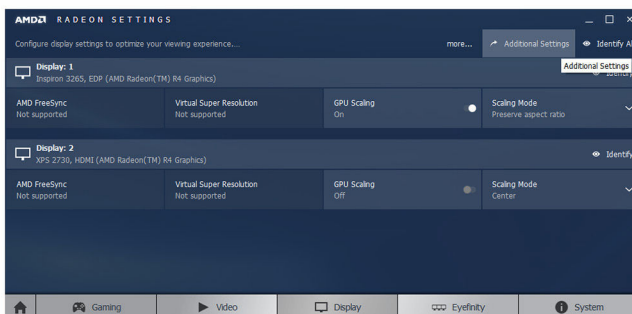 AMD RADEON SETTINGS
Configure display settings to optimize your viewing experience... more... Additional Settings Identify Al
Additional Settings
Display: 1
Inspiron 3265, EDP (AMD Radeon(TM) R4 Graphics) Identify
AMD FreeSync Virtual Super Resolution GPU Scaling Scaling Mode
Not supported Not supported On Preserve aspect ratio
Display: 2
XPS 2730, HDMI (AMD Radeon(TM) R4 Graphics) Identify
AMD FreeSync Virtual Super Resolution GPU Scaling Scaling Mode
Not supported Not supported Off Center
Gaming Video Display Eyefinity System